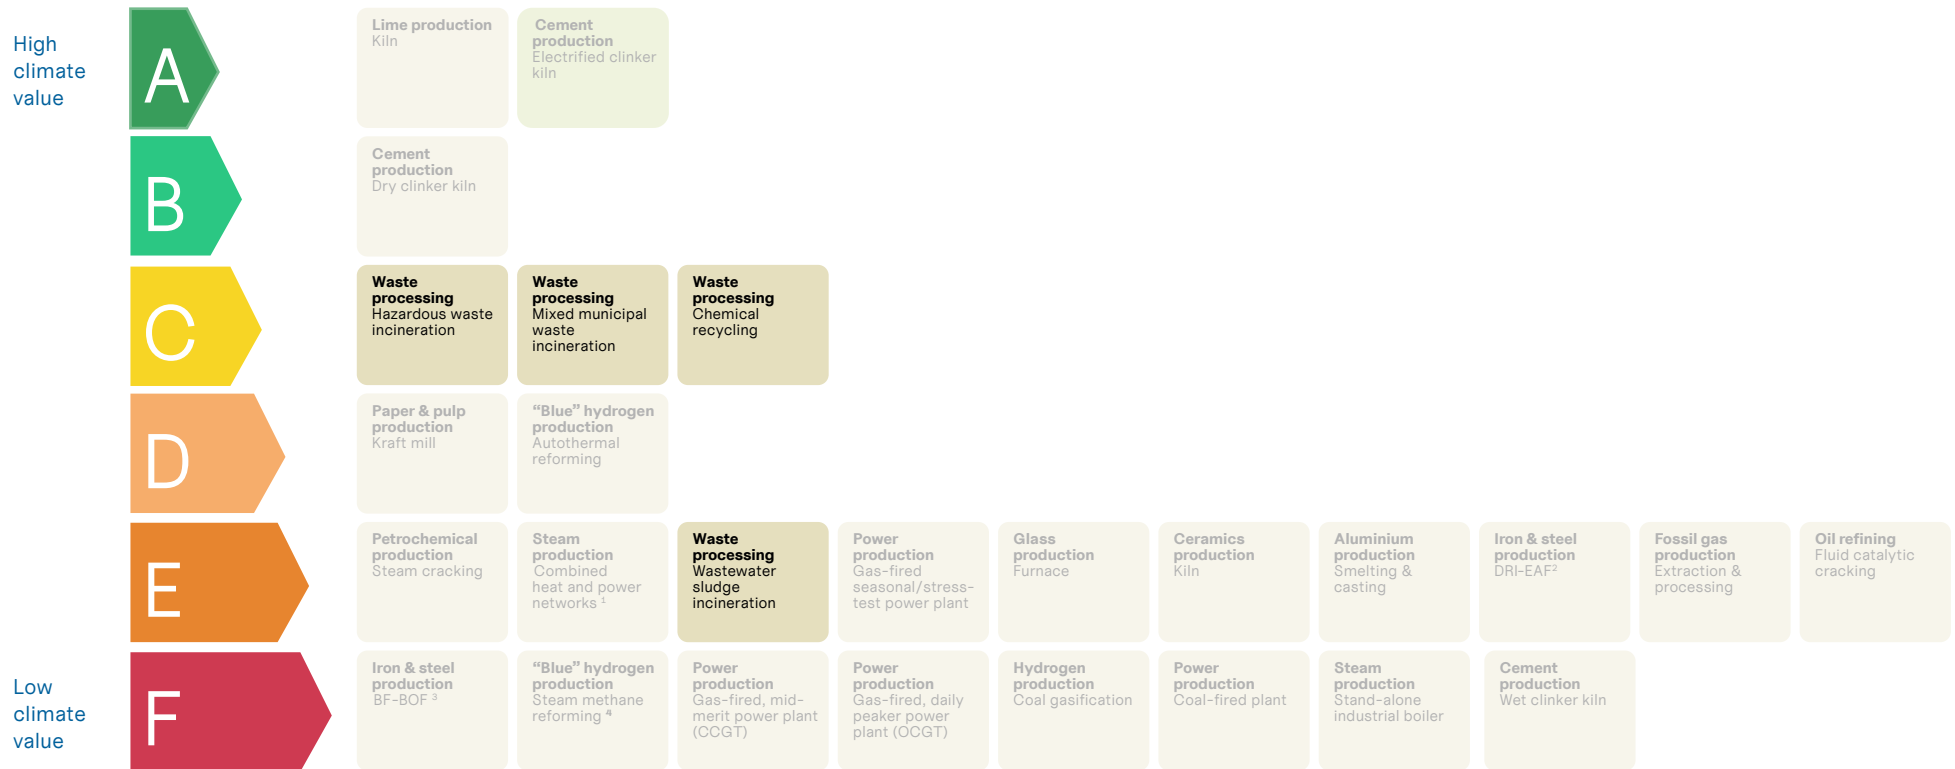 High
climate
value
A
Lime production
Kiln
Cement
production
Electrified clinker
kiln
B
Cement
production
Dry clinker kiln
C
Waste
processing
Hazardous waste
incineration
Waste
processing
Mixed municipal
waste
incineration
Waste
processing
Chemical
recycling
D
Paper & pulp
production
Kraft mill
“Blue” hydrogen
production
Autothermal
reforming
E
Petrochemical
production
Steam cracking
Steam
production
Combined
heat and power
networks ¹
Waste
processing
Wastewater
sludge
incineration
Power
production
Gas-fired
seasonal/stress-
test power plant
Glass
production
Furnace
Ceramics
production
Kiln
Aluminium
production
Smelting &
casting
Iron & steel
production
DRI-EAF²
Fossil gas
production
Extraction &
processing
Oil refining
Fluid catalytic
cracking
Low
climate
value
F
Iron & steel
production
BF-BOF ³
“Blue” hydrogen
production
Steam methane
reforming ⁴
Power
production
Gas-fired, mid-
merit power plant
(CCGT)
Power
production
Gas-fired, daily
peaker power
plant (OCGT)
Hydrogen
production
Coal gasification
Power
production
Coal-fired plant
Steam
production
Stand-alone
industrial boiler
Cement
production
Wet clinker kiln